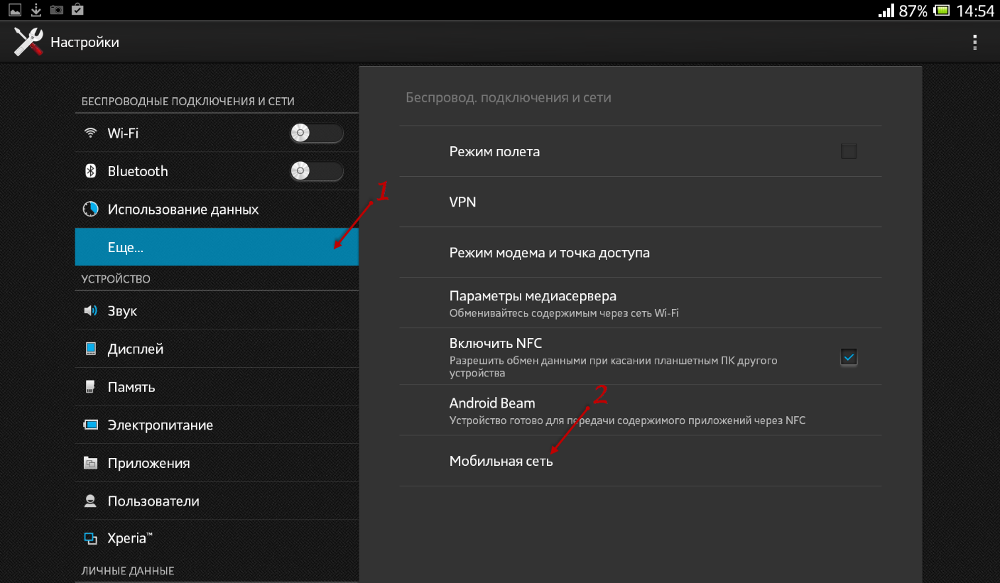 87% 14:54
Настройки
БЕСПРОВОДНЫЕ ПОДКЛЮЧЕНИЯ И СЕТИ
Wi-Fi
Bluetooth
Использование данных
Еще...
УСТРОЙСТВО
Звук
Дисплей
Память
Электропитание
Приложения
Пользователи
Xperia™
ЛИЧНЫЕ ДАННЫЕ
1
Беспровод. подключения и сети
Режим полета
VPN
Режим модема и точка доступа
Параметры медиасервера
Обменивайтесь содержимым через сеть Wi-Fi
Включить NFC
Разрешить обмен данными при касании планшетным ПК другого
устройства
2
Android Beam
Устройство готово для передачи содержимого приложений через NFC
Мобильная сеть